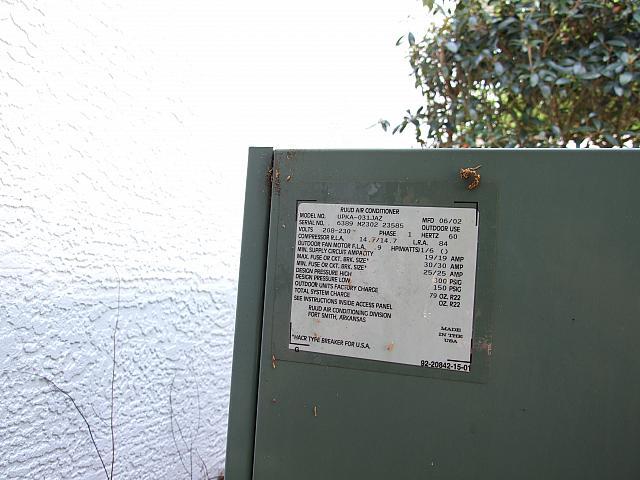 RUUD AIR CONDITIONER
MODEL NO. UPKA-031JAZ MFD 06/02
SERIAL NO. 6389 M2302 23585 OUTDOOR USE
VOLTS 208-230~ PHASE 1 HERTZ 60
COMPRESSOR R.L.A. 14.7/14.7 L.R.A. 84
OUTDOOR FAN MOTOR F.L.A. .9 HP(WATTS)1/6 ()
MIN. SUPPLY CIRCUIT AMPACITY 19/19 AMP
MAX. FUSE OR CKT. BRK. SIZE* 30/30 AMP
MIN. FUSE OR CKT. BRK. SIZE* 25/25 AMP
DESIGN PRESSURE HIGH 300 PSIG
DESIGN PRESSURE LOW 150 PSIG
OUTDOOR UNITS FACTORY CHARGE 79 OZ. R22
TOTAL SYSTEM CHARGE OZ. R22
SEE INSTRUCTIONS INSIDE ACCESS PANEL
RUUD AIR CONDITIONING DIVISION
FORT SMITH, ARKANSAS
MADE
IN THE
USA
*HACR TYPE BREAKER FOR U.S.A.
G 92-20842-15-01